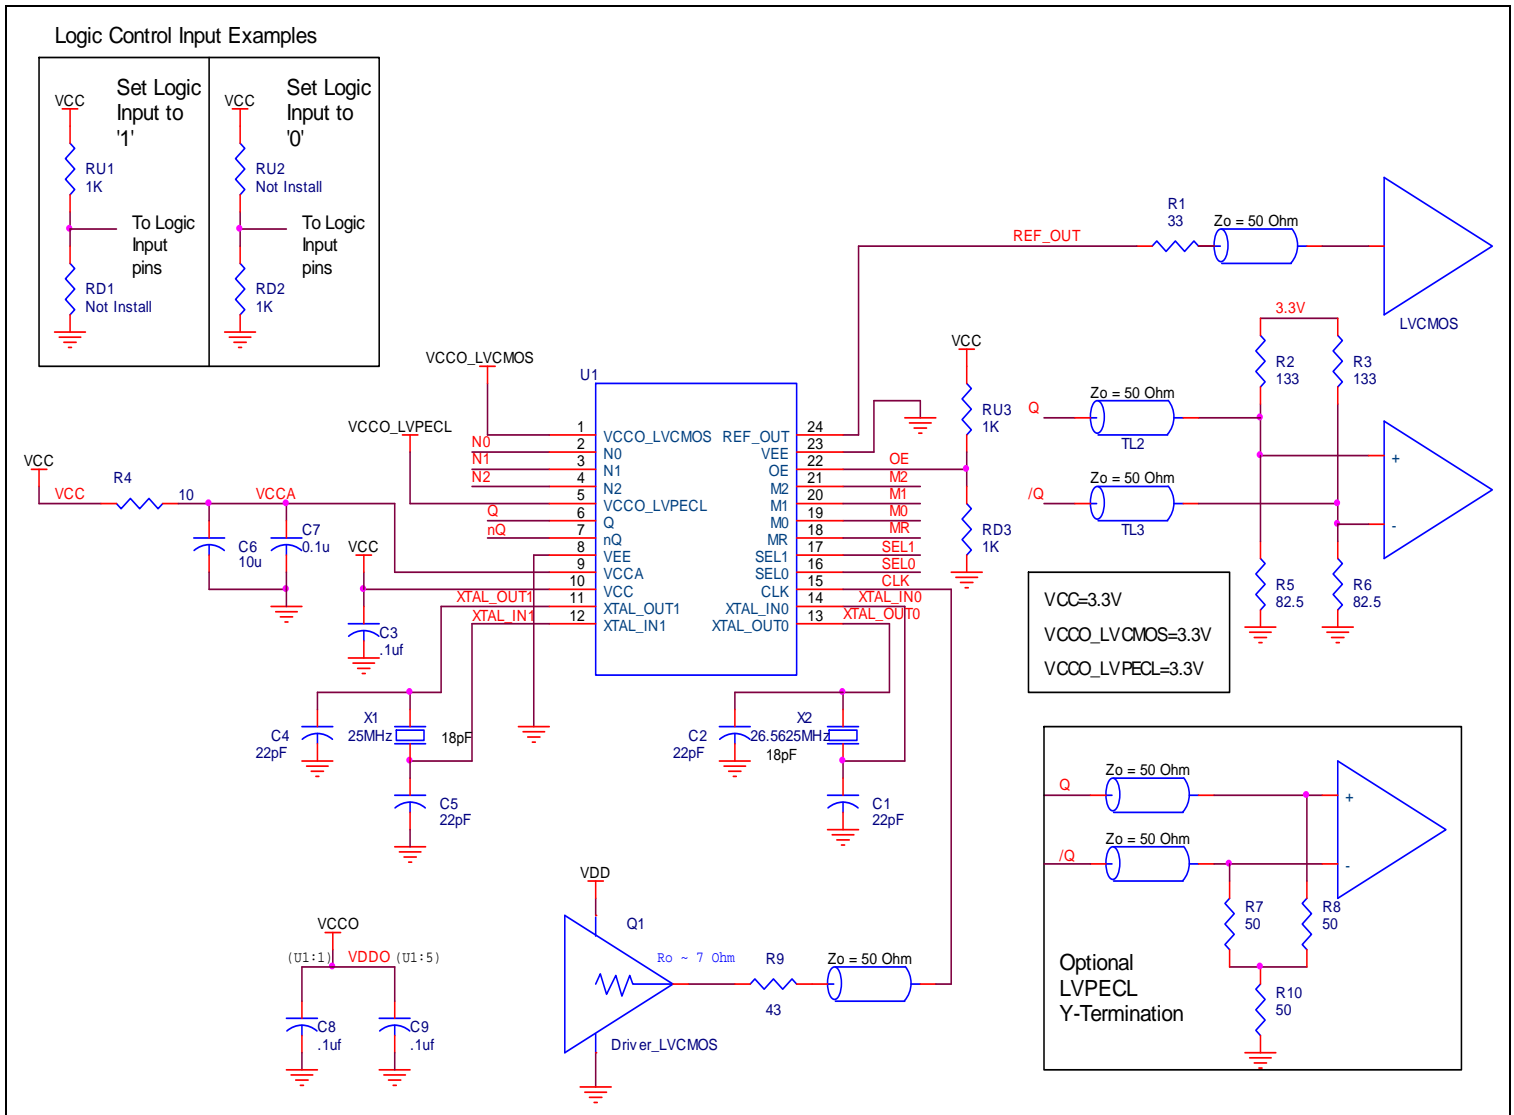 Logic Control Input Examples
VCC
Set Logic
Input to
'1'
RU1
1K
To Logic
Input
pins
RD1
Not Install
VCC
Set Logic
Input to
'0'
RU2
Not Install
To Logic
Input
pins
RD2
1K
R1
33
Zo = 50 Ohm
REF_OUT
LVCMOS
VCCO_LVCMOS
VCCO_LVPECL
U1
1 VCCO_LVCMOS
N0 2 N0
N1 3 N1
N2 4 N2
5 VCCO_LVPECL
Q 6 Q
nQ 7 nQ
8 VEE
9 VCCA
10 VCC
XTAL_OUT1 11 XTAL_OUT1
XTAL_IN1 12 XTAL_IN1
REF_OUT 24
VEE 23
OE 22 OE
M2 21 M2
M1 20 M1
M0 19 M0
MR 18 MR
SEL1 17 SEL1
SEL0 16 SEL0
CLK 15 CLK
XTAL_IN0 14 XTAL_IN0
XTAL_OUT0 13 XTAL_OUT0
VCC
VCC
R4
10
VCCA
C6
10u
C7
0.1u
VCC
C3
.1uf
VCC
RU3
1K
RD3
1K
3.3V
R2
133
R3
133
Q
Zo = 50 Ohm
TL2
/Q
Zo = 50 Ohm
TL3
+
-
R5
82.5
R6
82.5
VCC=3.3V
VCCO_LVCMOS=3.3V
VCCO_LVPECL=3.3V
C4
22pF
X1
25MHz
18pF
C5
22pF
C2
22pF
X2
26.5625MHz
18pF
C1
22pF
Q
Zo = 50 Ohm
/Q
Zo = 50 Ohm
+
-
R7
50
R8
50
R10
50
Optional
LVPECL
Y-Termination
VCCO
(U1:1) VDDO (U1:5)
C8
.1uf
C9
.1uf
VDD
Q1
Ro ~ 7 Ohm
Driver_LVCMOS
R9
43
Zo = 50 Ohm